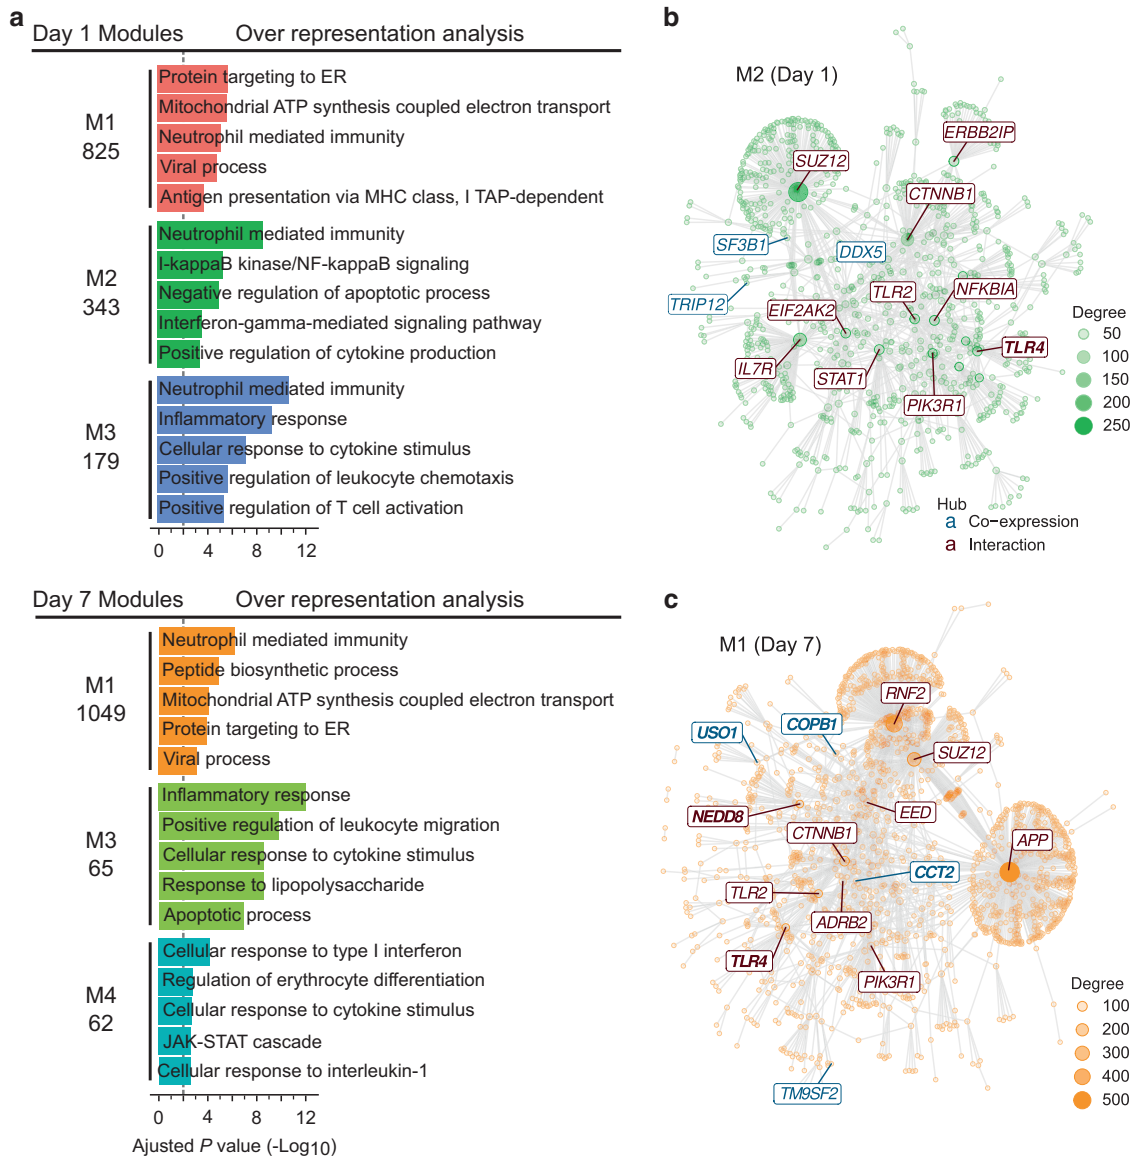 a
Day 1 Modules Over representation analysis
M1
825
Protein targeting to ER
Mitochondrial ATP synthesis coupled electron transport
Neutrophil mediated immunity
Viral process
Antigen presentation via MHC class, I TAP-dependent
M2
343
Neutrophil mediated immunity
I-kappaB kinase/NF-kappaB signaling
Negative regulation of apoptotic process
Interferon-gamma-mediated signaling pathway
Positive regulation of cytokine production
M3
179
Neutrophil mediated immunity
Inflammatory response
Cellular response to cytokine stimulus
Positive regulation of leukocyte chemotaxis
Positive regulation of T cell activation
0 4 8 12
Day 7 Modules Over representation analysis
M1
1049
Neutrophil mediated immunity
Peptide biosynthetic process
Mitochondrial ATP synthesis coupled electron transport
Protein targeting to ER
Viral process
M3
65
Inflammatory response
Positive regulation of leukocyte migration
Cellular response to cytokine stimulus
Response to lipopolysaccharide
Apoptotic process
M4
62
Cellular response to type I interferon
Regulation of erythrocyte differentiation
Cellular response to cytokine stimulus
JAK-STAT cascade
Cellular response to interleukin-1
0 4 8 12
Ajusted P value (-Log10)
b
M2 (Day 1)
ERBB2IP
SUZ12
CTNNB1
SF3B1
DDX5
TRIP12
TLR2
NFKBIA
EIF2AK2
TLR4
IL7R
STAT1
PIK3R1
Degree
50
100
150
200
250
Hub
a Co-expression
a Interaction
c
M1 (Day 7)
RNF2
COPB1
USO1
SUZ12
NEDD8
EED
CTNNB1
APP
CCT2
TLR2
ADRB2
TLR4
PIK3R1
TM9SF2
Degree
100
200
300
400
500